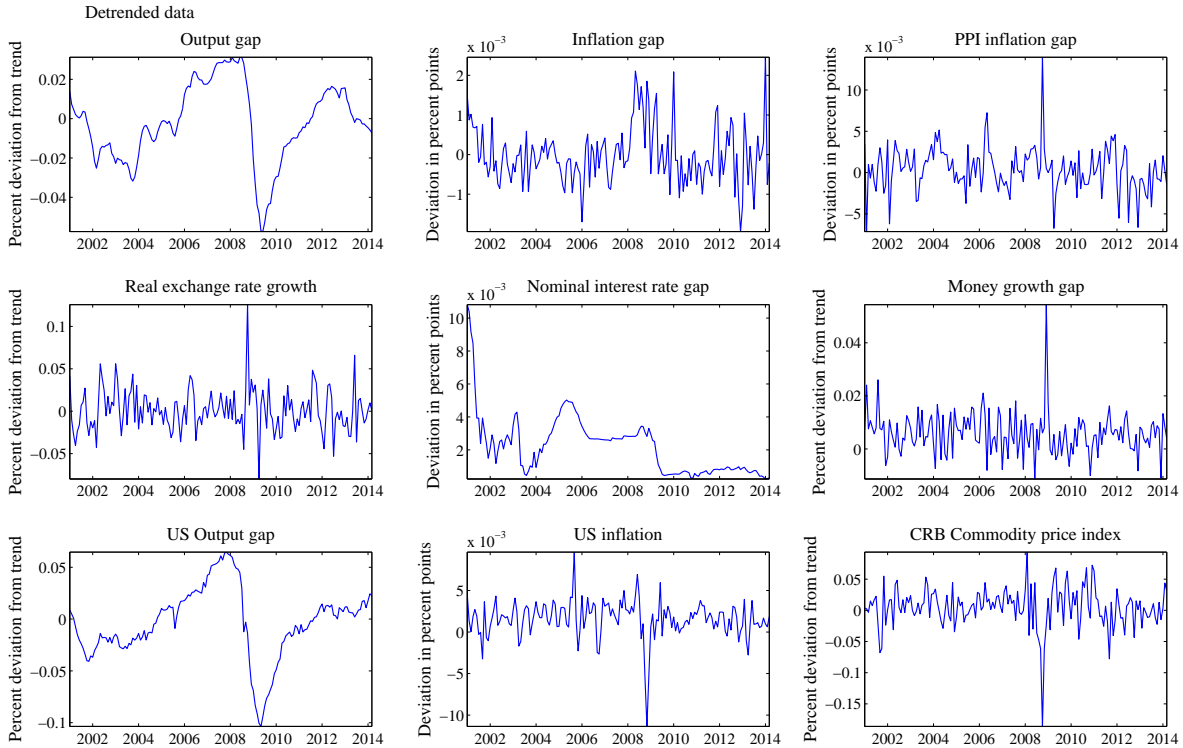 Detrended data
Output gap
Percent deviation from trend
0.02
0
−0.02
−0.04
2002 2004 2006 2008 2010 2012 2014
Inflation gap
x 10−3
Deviation in percent points
2
1
0
−1
2002 2004 2006 2008 2010 2012 2014
PPI inflation gap
x 10−3
Deviation in percent points
10
5
0
−5
2002 2004 2006 2008 2010 2012 2014
Real exchange rate growth
Percent deviation from trend
0.1
0.05
0
−0.05
2002 2004 2006 2008 2010 2012 2014
Nominal interest rate gap
x 10−3
Deviation in percent points
10
8
6
4
2
2002 2004 2006 2008 2010 2012 2014
Money growth gap
Percent deviation from trend
0.04
0.02
0
2002 2004 2006 2008 2010 2012 2014
US Output gap
Percent deviation from trend
0.05
0
−0.05
−0.1
2002 2004 2006 2008 2010 2012 2014
US inflation
x 10−3
Deviation in percent points
5
0
−5
−10
2002 2004 2006 2008 2010 2012 2014
CRB Commodity price index
Percent deviation from trend
0.05
0
−0.05
−0.1
−0.15
2002 2004 2006 2008 2010 2012 2014